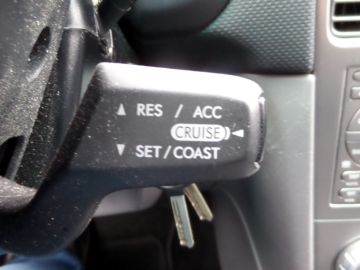 ▲ RES / ACC
CRUISE ◄
▼ SET / COAST